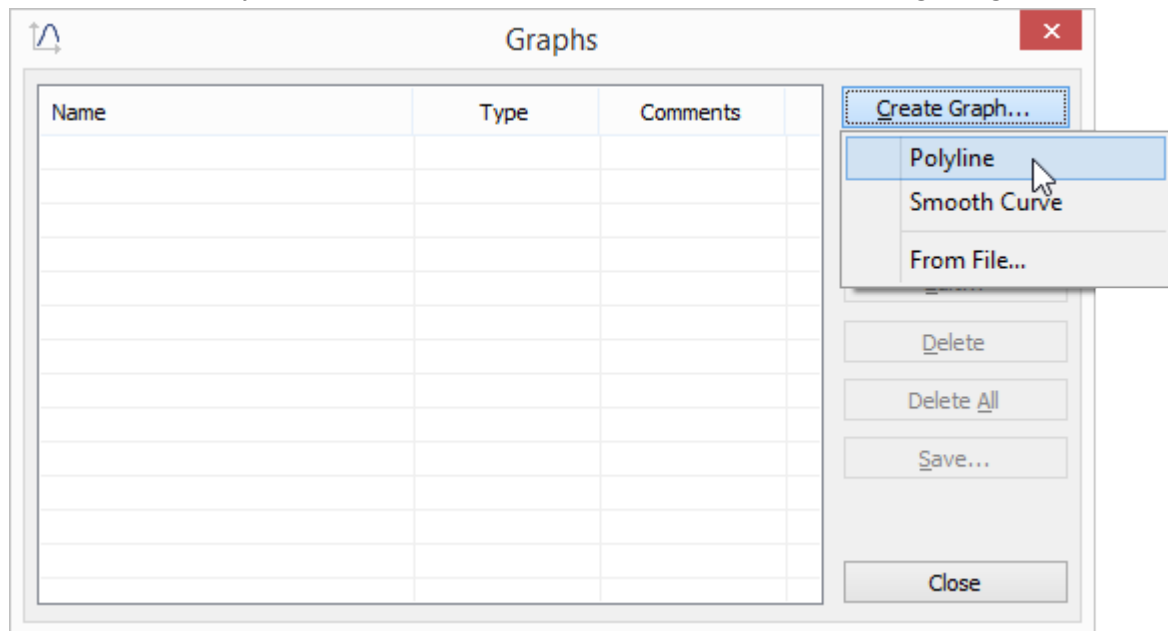 Graphs
Name Type Comments
Create Graph...
Polyline
Smooth Curve
From File...
Delete
Delete All
Save...
Close